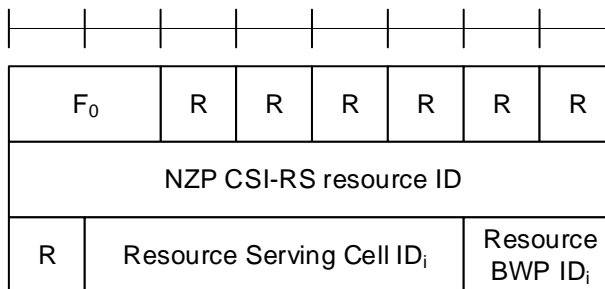 F₀ R R R R R R
NZP CSI-RS resource ID
R Resource Serving Cell IDᵢ Resource
BWP IDᵢ